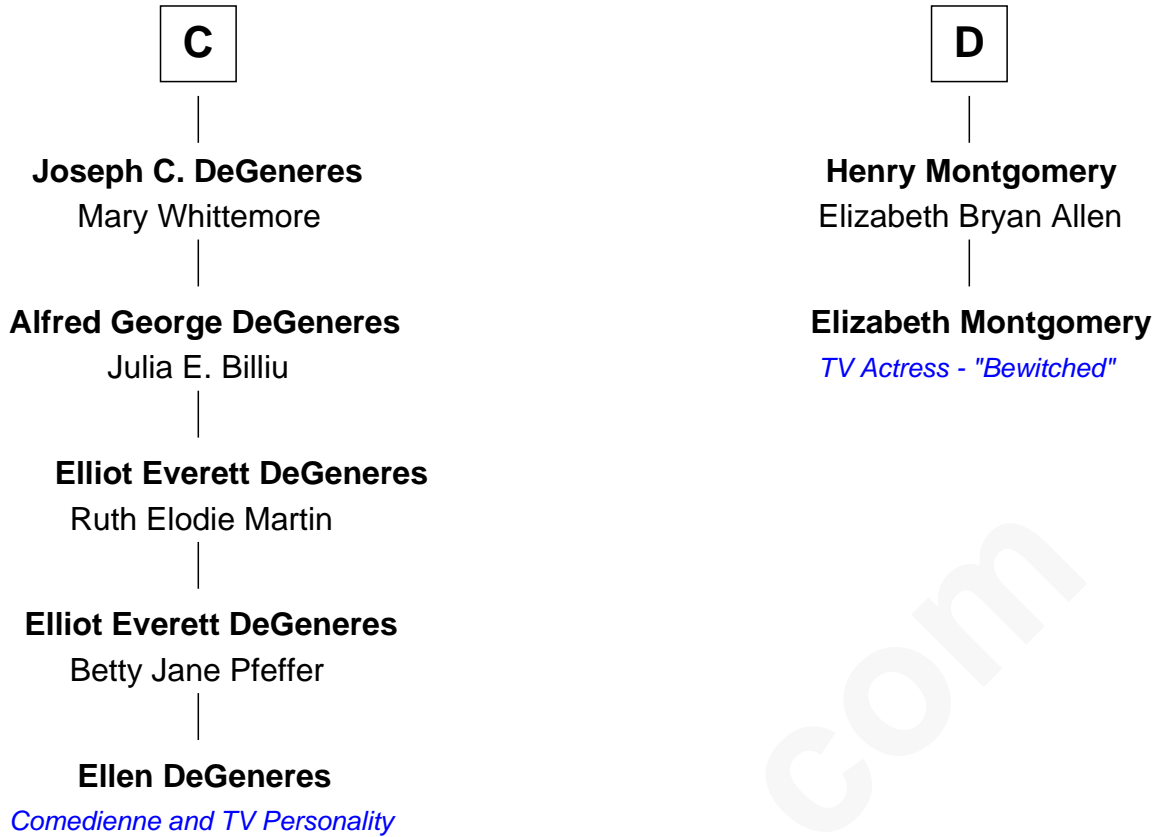 C
Joseph C. DeGeneres
Mary Whittemore
Alfred George DeGeneres
Julia E. Billiu
Elliot Everett DeGeneres
Ruth Elodie Martin
Elliot Everett DeGeneres
Betty Jane Pfeffer
Ellen DeGeneres
Comedienne and TV Personality
D
Henry Montgomery
Elizabeth Bryan Allen
Elizabeth Montgomery
TV Actress - "Bewitched"
com